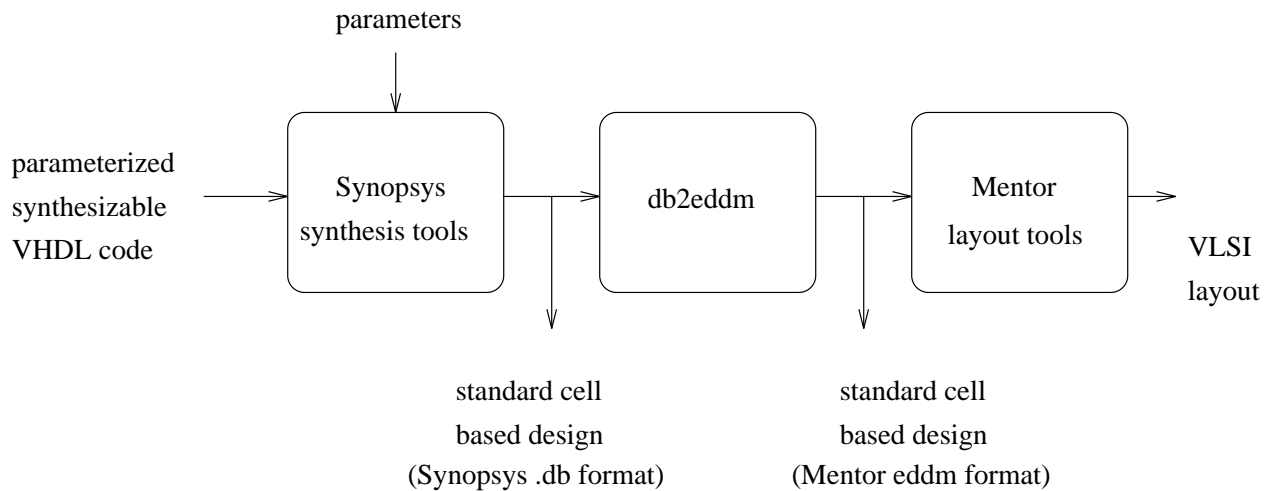 parameters
parameterized
synthesizable
VHDL code
Synopsys
synthesis tools
db2eddm
Mentor
layout tools
VLSI
layout
standard cell
based design
(Synopsys .db format)
standard cell
based design
(Mentor eddm format)